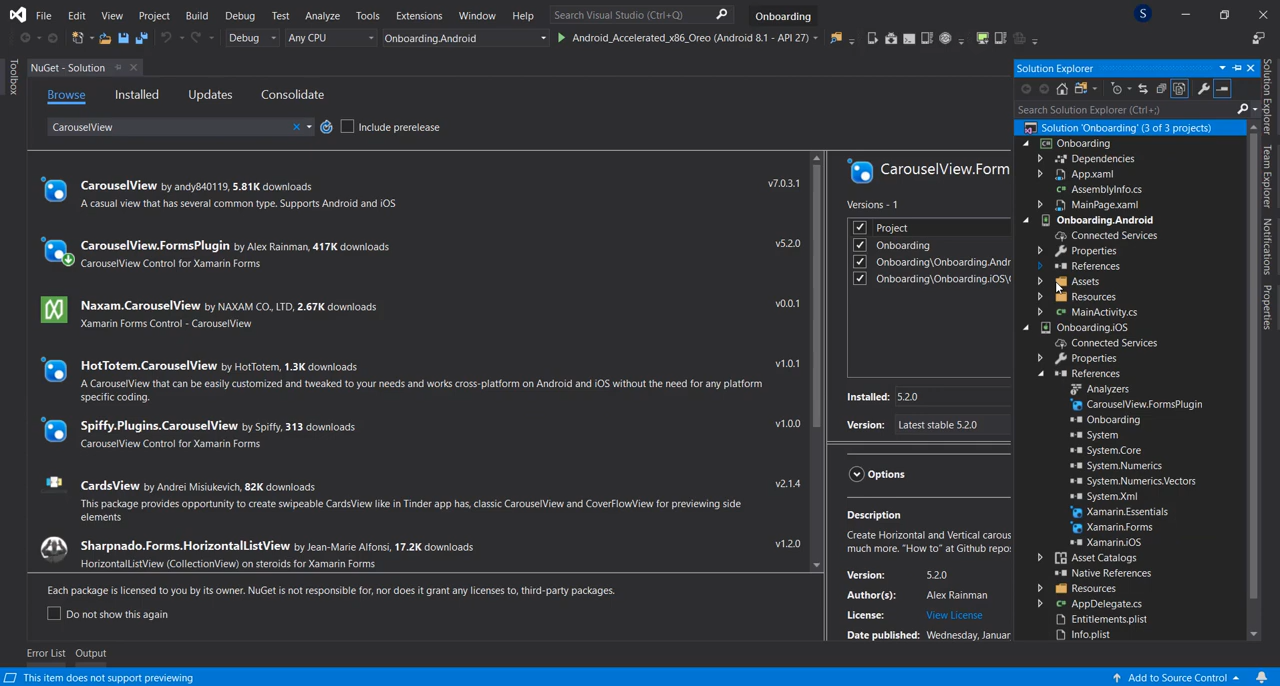 File Edit View Project Build Debug Test Analyze Tools Extensions Window Help Search Visual Studio (Ctrl+Q) Onboarding S
Debug Any CPU Onboarding.Android Android_Accelerated_x86_Oreo (Android 8.1 - API 27)
Toolbox
NuGet - Solution
Browse Installed Updates Consolidate
CarouselView Include prerelease
CarouselView by andy840119, 5.81K downloads v7.0.3.1
A casual view that has several common type. Supports Android and iOS
CarouselView.FormsPlugin by Alex Rainman, 417K downloads v5.2.0
CarouselView Control for Xamarin Forms
Naxam.CarouselView by NAXAM CO., LTD, 2.67K downloads v0.0.1
Xamarin Forms Control - CarouselView
HotTotem.CarouselView by HotTotem, 1.3K downloads v1.0.1
A CarouselView that can be easily customized and tweaked to your needs and works cross-platform on Android and iOS without the need for any platform
specific coding.
Spiffy.Plugins.CarouselView by Spiffy, 313 downloads v1.0.0
CarouselView Control for Xamarin Forms
CardsView by Andrei Misiukevich, 82K downloads v2.1.4
This package provides opportunity to create swipeable CardsView like in Tinder app has, classic CarouselView and CoverFlowView for previewing side
elements
Sharpnado.Forms.HorizontalListView by Jean-Marie Alfonsi, 17.2K downloads v1.2.0
HorizontalListView (CollectionView) on steroids for Xamarin Forms
Each package is licensed to you by its owner. NuGet is not responsible for, nor does it grant any licenses to, third-party packages.
Do not show this again
CarouselView.Form
Versions - 1
Project
Onboarding
Onboarding\Onboarding.Andr
Onboarding\Onboarding.iOS\
Installed: 5.2.0
Version: Latest stable 5.2.0
Options
Description
Create Horizontal and Vertical carous
much more. "How to" at Github repo:
Version: 5.2.0
Author(s): Alex Rainman
License: View License
Date published: Wednesday, Januar
Solution Explorer
Search Solution Explorer (Ctrl+;)
Solution 'Onboarding' (3 of 3 projects)
Onboarding
Dependencies
App.xaml
AssemblyInfo.cs
MainPage.xaml
Onboarding.Android
Connected Services
Properties
References
Assets
Resources
MainActivity.cs
Onboarding.iOS
Connected Services
Properties
References
Analyzers
CarouselView.FormsPlugin
Onboarding
System
System.Core
System.Numerics
System.Numerics.Vectors
System.Xml
Xamarin.Essentials
Xamarin.Forms
Xamarin.iOS
Asset Catalogs
Native References
Resources
AppDelegate.cs
Entitlements.plist
Info.plist
Solution Explorer
Team Explorer
Notifications
Properties
Error List Output
This item does not support previewing Add to Source Control